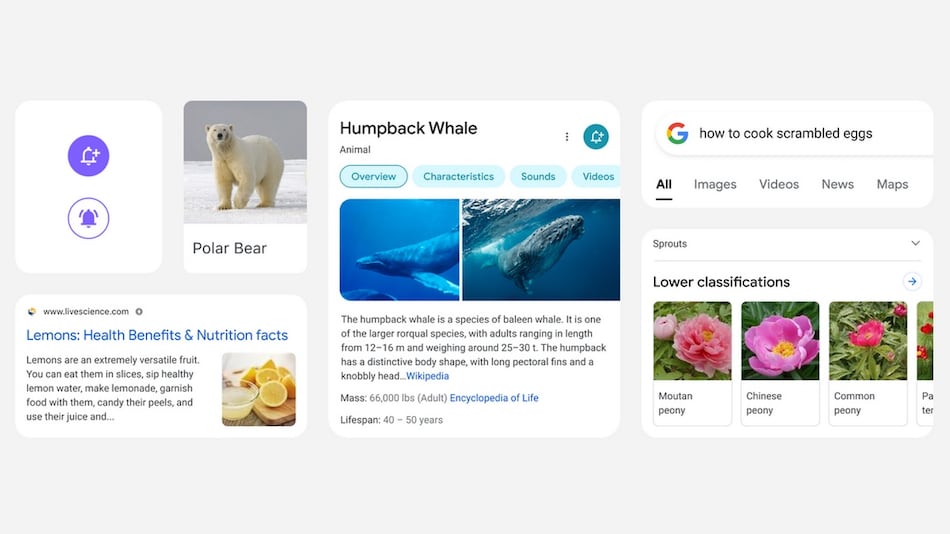 Polar Bear
www.livescience.com
Lemons: Health Benefits & Nutrition facts
Lemons are an extremely versatile fruit.
You can eat them in slices, sip healthy
lemon water, make lemonade, garnish
food with them, candy their peels, and
use their juice and...
Humpback Whale
Animal
Overview
Characteristics
Sounds
Videos
The humpback whale is a species of baleen whale. It is one
of the larger rorqual species, with adults ranging in length
from 12–16 m and weighing around 25–30 t. The humpback
has a distinctive body shape, with long pectoral fins and a
knobbly head...Wikipedia
Mass: 66,000 lbs (Adult) Encyclopedia of Life
Lifespan: 40 – 50 years
G how to cook scrambled eggs
All Images Videos News Maps
Sprouts
Lower classifications
Moutan
peony
Chinese
peony
Common
peony